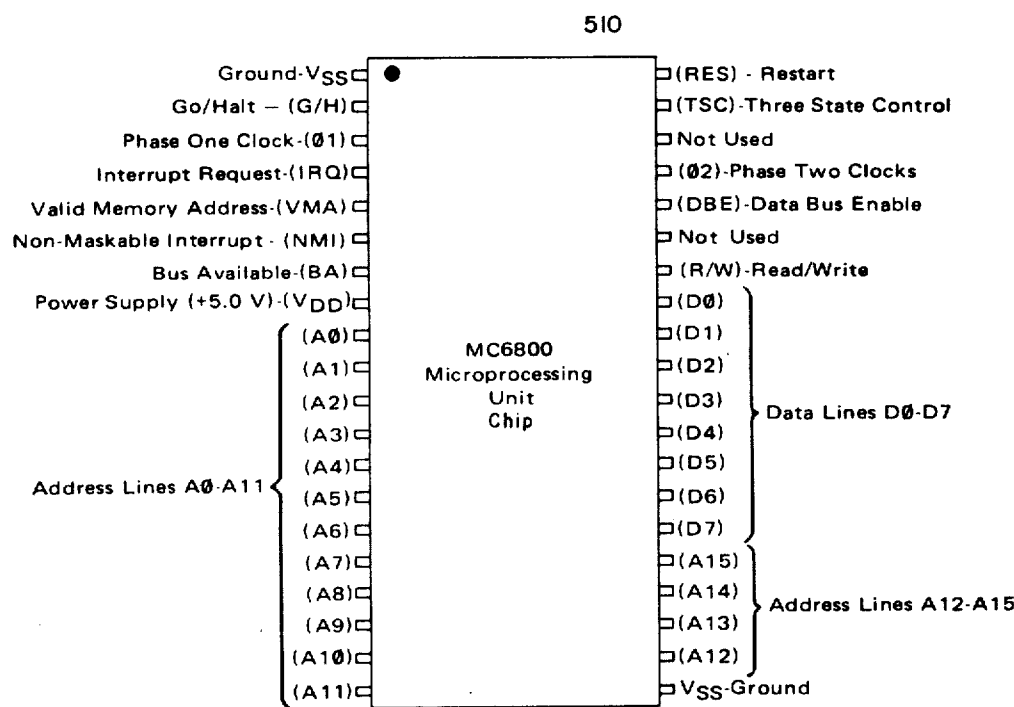 510
Ground-VSS
Go/Halt – (G/H)
Phase One Clock-(Ø1)
Interrupt Request-(IRQ)
Valid Memory Address-(VMA)
Non-Maskable Interrupt - (NMI)
Bus Available-(BA)
Power Supply (+5.0 V)-(VDD)
(AØ)
(A1)
(A2)
(A3)
(A4)
(A5)
(A6)
(A7)
(A8)
(A9)
(A1Ø)
(A11)
Address Lines AØ-A11
MC6800
Microprocessing
Unit
Chip
(RES) - Restart
(TSC)-Three State Control
Not Used
(Ø2)-Phase Two Clocks
(DBE)-Data Bus Enable
Not Used
(R/W)-Read/Write
(DØ)
(D1)
(D2)
(D3)
(D4)
(D5)
(D6)
(D7)
Data Lines DØ-D7
(A15)
(A14)
(A13)
(A12)
Address Lines A12-A15
VSS-Ground